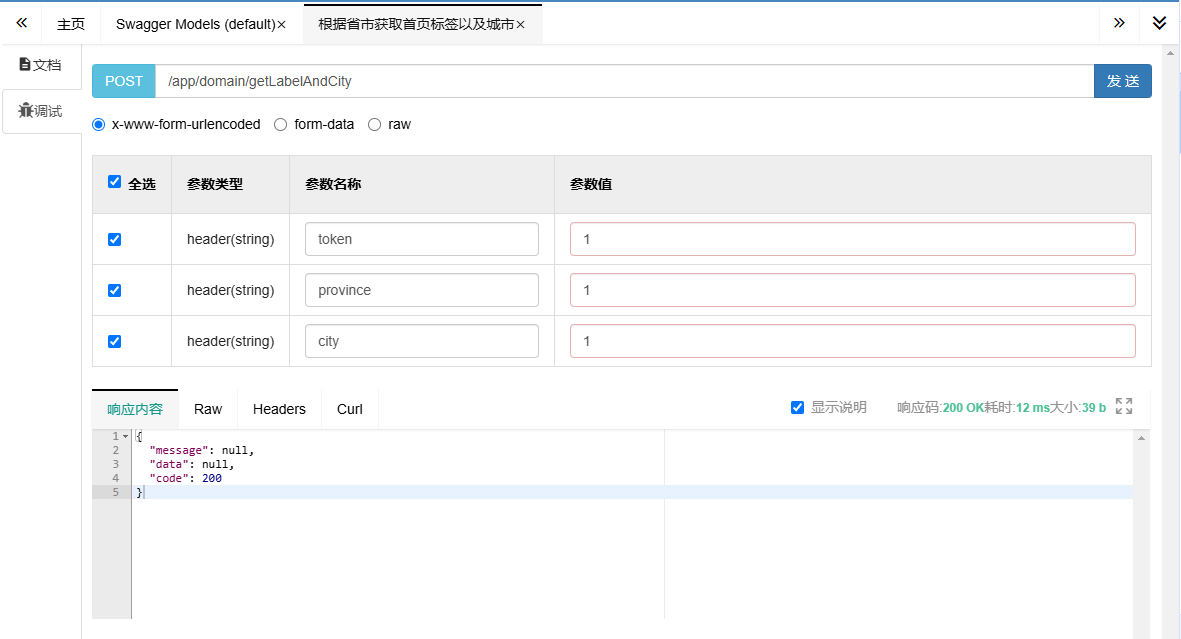 主页 Swagger Models (default)× 根据省市获取首页标签以及城市×
文档
调试
POST /app/domain/getLabelAndCity 发 送
x-www-form-urlencoded form-data raw
全选 参数类型 参数名称 参数值
header(string) token 1
header(string) province 1
header(string) city 1
响应内容 Raw Headers Curl 显示说明 响应码:200 OK耗时:12 ms大小:39 b
1 {
2 "message": null,
3 "data": null,
4 "code": 200
5 }